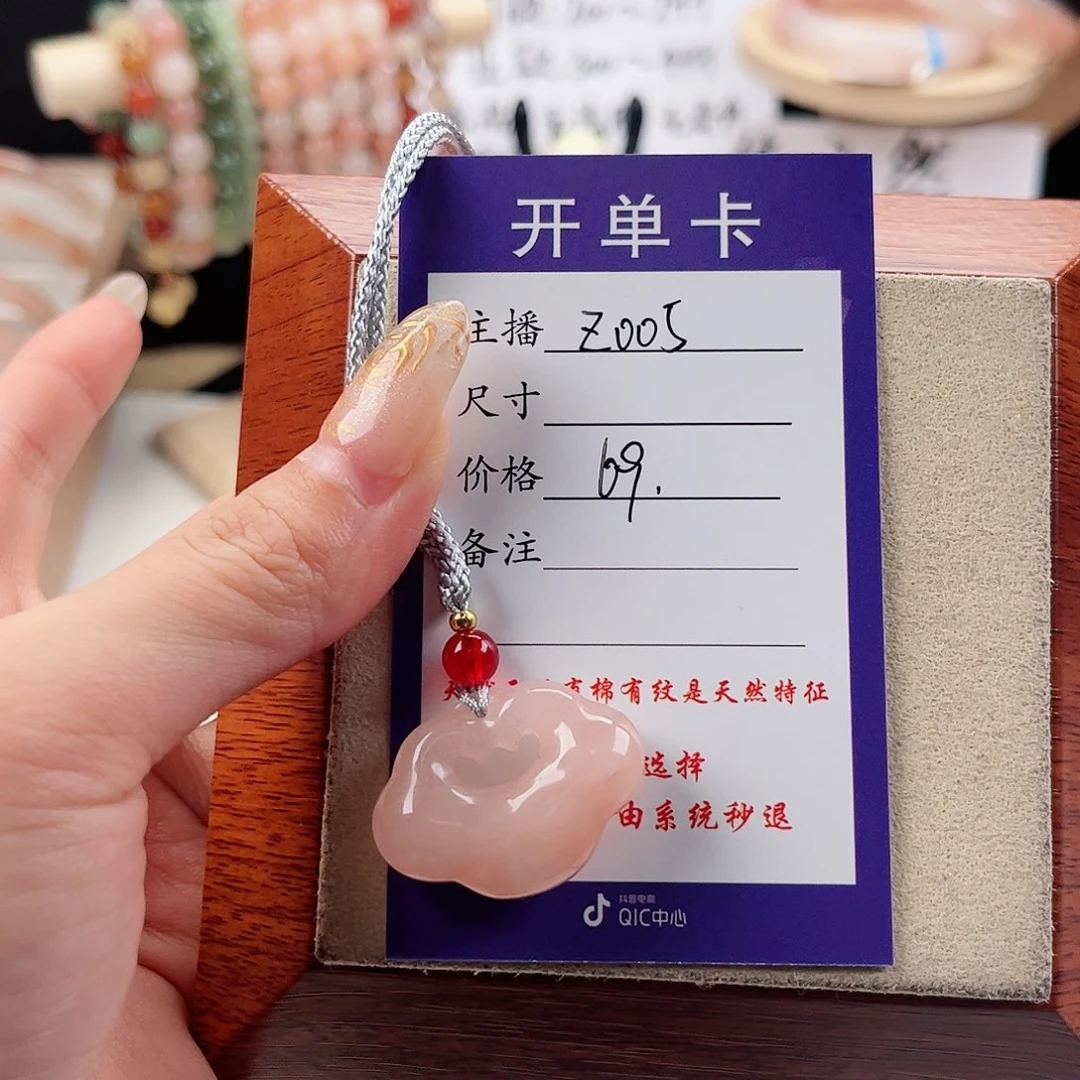 开单卡
主播 Z005
尺寸
价格 69.
备注
棉有纹是天然特征
选择
由系统秒退
抖音电商
QIC中心